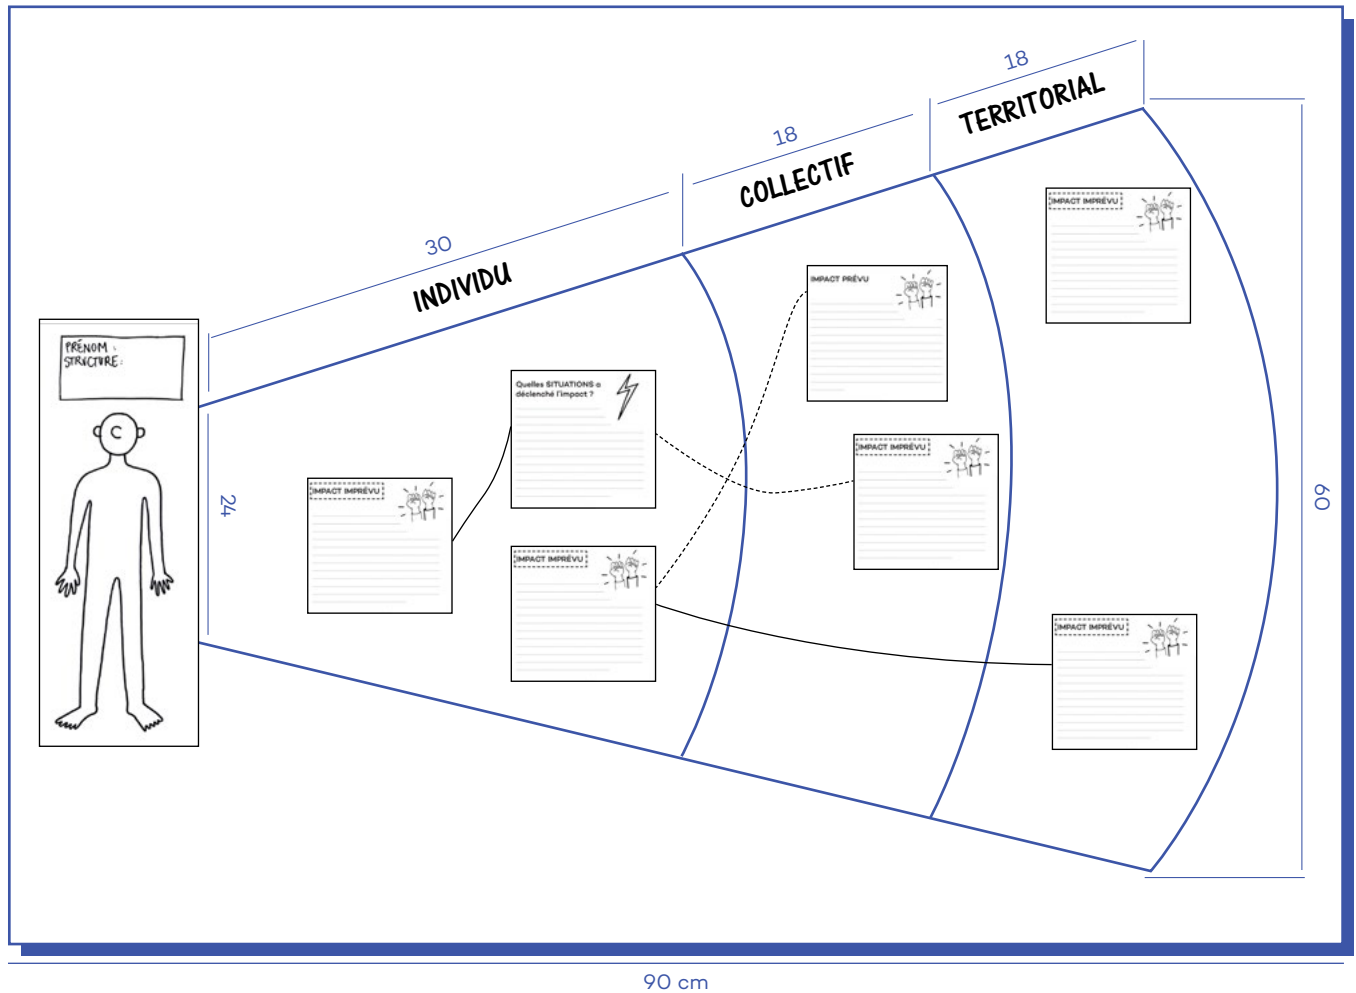 18
TERRITORIAL
18
COLLECTIF
30
INDIVIDU
PRÉNOM :
STRUCTURE:
24
60
IMPACT IMPRÉVU
IMPACT PRÉVU
Quelles SITUATIONS a
déclenché l'impact ?
IMPACT IMPRÉVU
IMPACT IMPRÉVU
IMPACT IMPRÉVU
IMPACT IMPRÉVU
90 cm